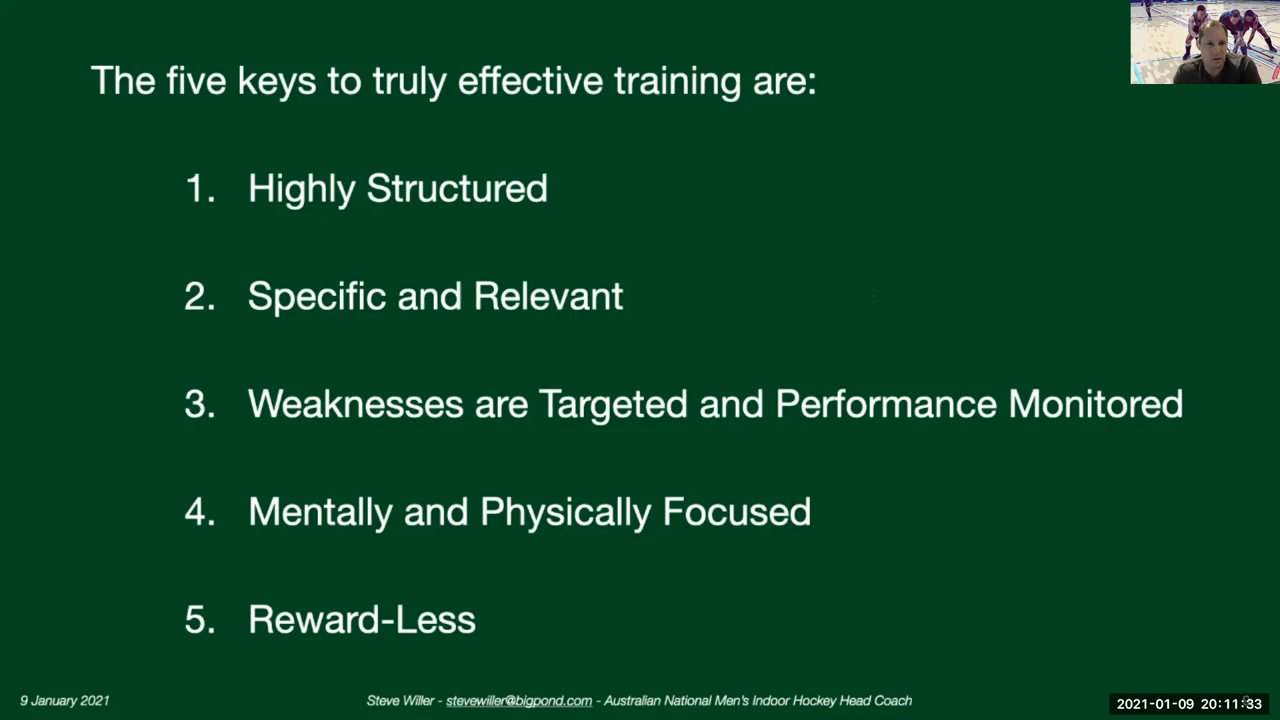 The five keys to truly effective training are:
1. Highly Structured
2. Specific and Relevant
3. Weaknesses are Targeted and Performance Monitored
4. Mentally and Physically Focused
5. Reward-Less
9 January 2021
Steve Willer - stevewiller@bigpond.com - Australian National Men's Indoor Hockey Head Coach
2021-01-09 20:11:33